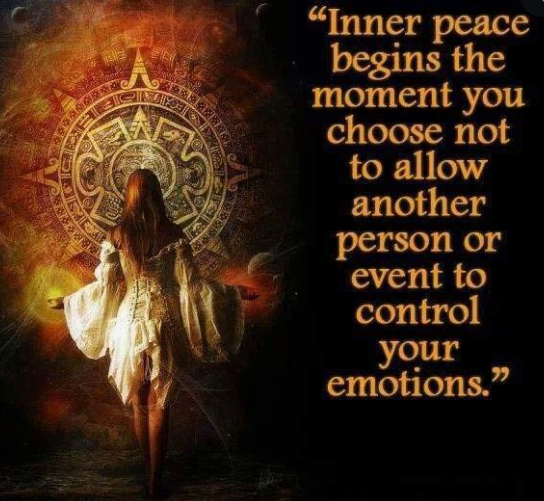 “Inner peace
begins the
moment you
choose not
to allow
another
person or
event to
control
your
emotions.”